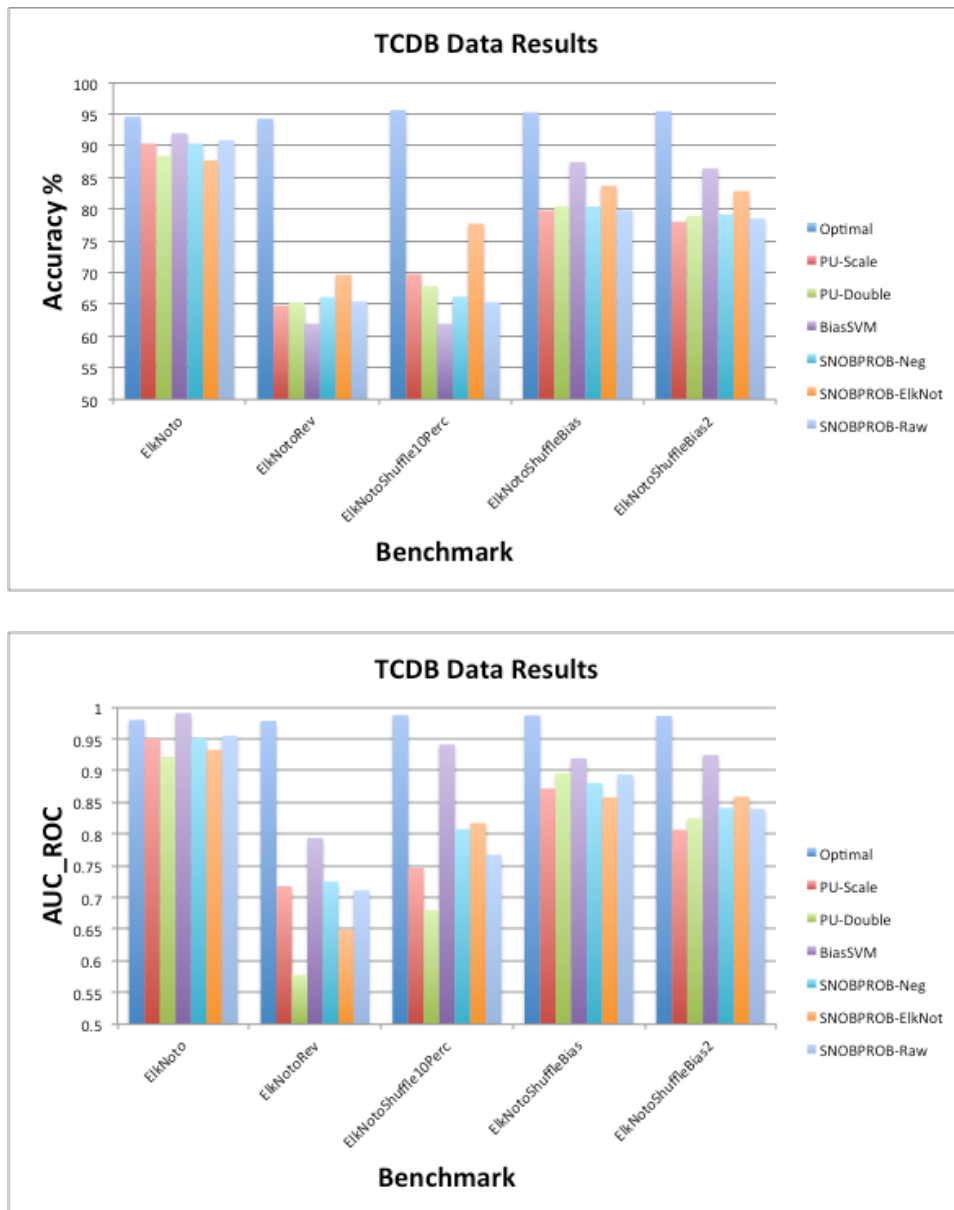 TCDB Data Results
100
95
90
85
80
75
70
65
60
55
50
Accuracy %
ElkNoto
ElkNotoRev
ElkNotoShuffle10Perc
ElkNotoShuffleBias
ElkNotoShuffleBias2
Benchmark
Optimal
PU-Scale
PU-Double
BiasSVM
SNOBPROB-Neg
SNOBPROB-ElkNot
SNOBPROB-Raw
TCDB Data Results
1
0.95
0.9
0.85
0.8
0.75
0.7
0.65
0.6
0.55
0.5
AUC_ROC
ElkNoto
ElkNotoRev
ElkNotoShuffle10Perc
ElkNotoShuffleBias
ElkNotoShuffleBias2
Benchmark
Optimal
PU-Scale
PU-Double
BiasSVM
SNOBPROB-Neg
SNOBPROB-ElkNot
SNOBPROB-Raw